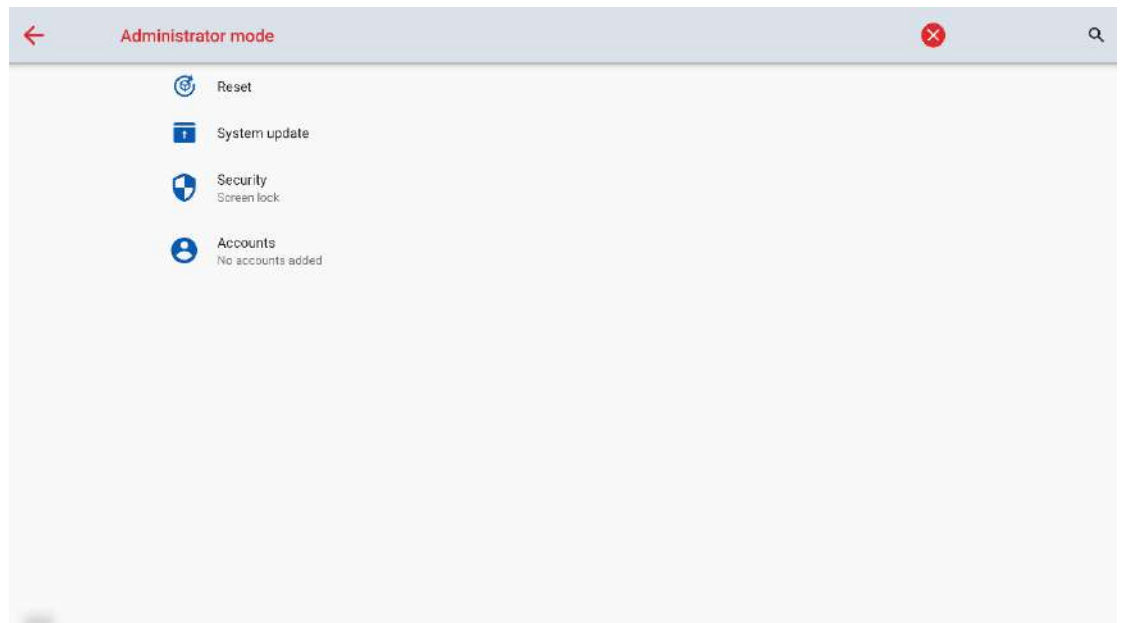 Administrator mode
Reset
System update
Security
Screen lock
Accounts
No accounts added